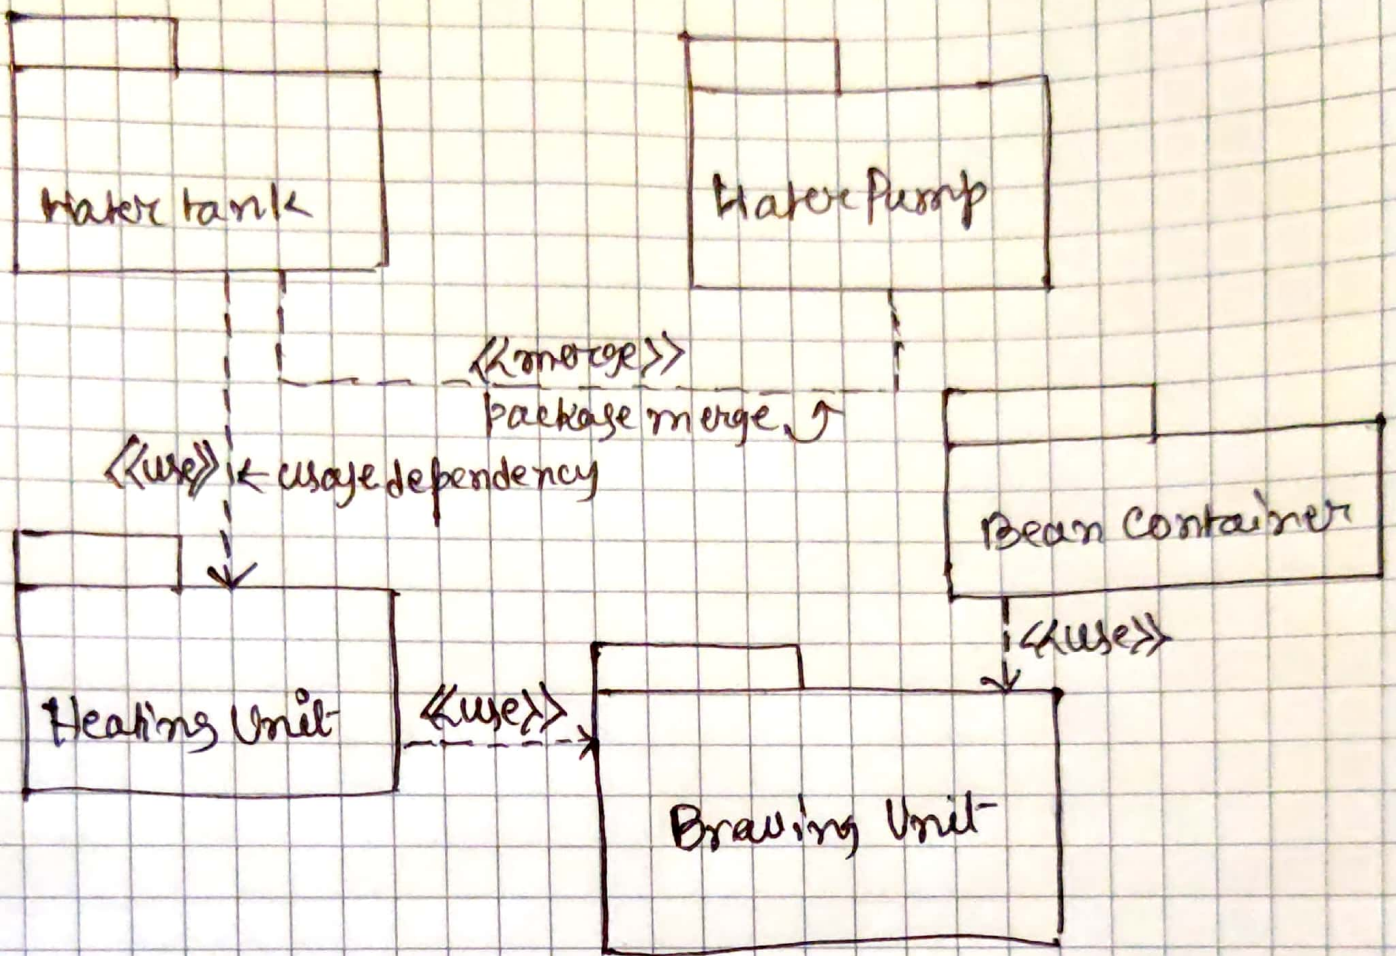 Water tank
Water Pump
<<merge>>
package merge
<<use>>
usage dependency
Bean Container
<<use>>
Heating Unit
<<use>>
Brewing Unit